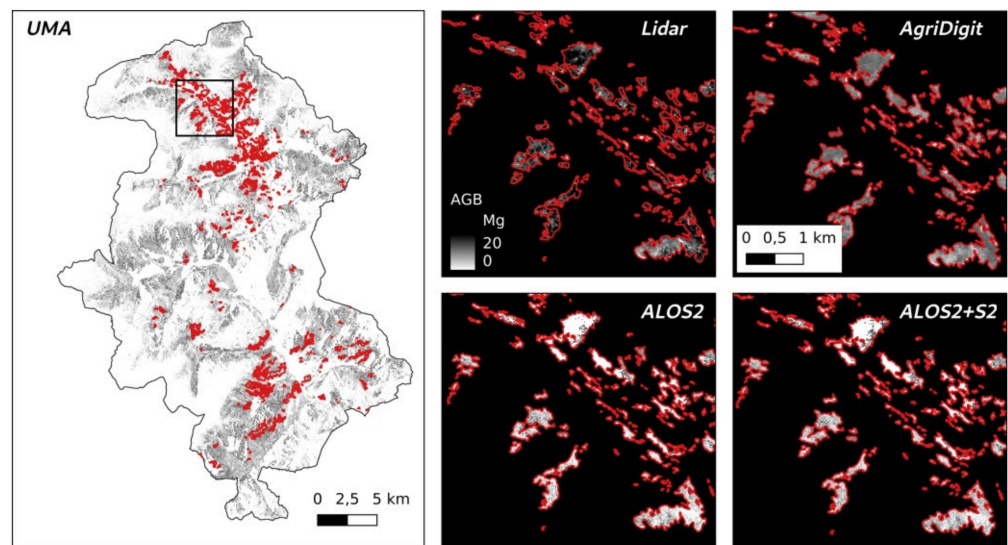 UMA
0 2,5 5 km
Lidar
AGB
Mg
20
0
AgriDigit
0 0,5 1 km
ALOS2
ALOS2+S2